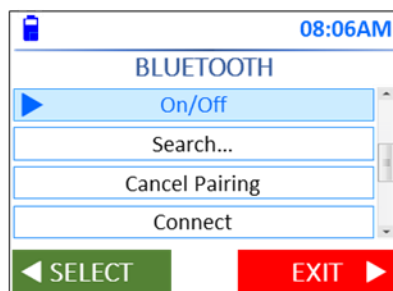 08:06AM
BLUETOOTH
On/Off
Search...
Cancel Pairing
Connect
SELECT
EXIT